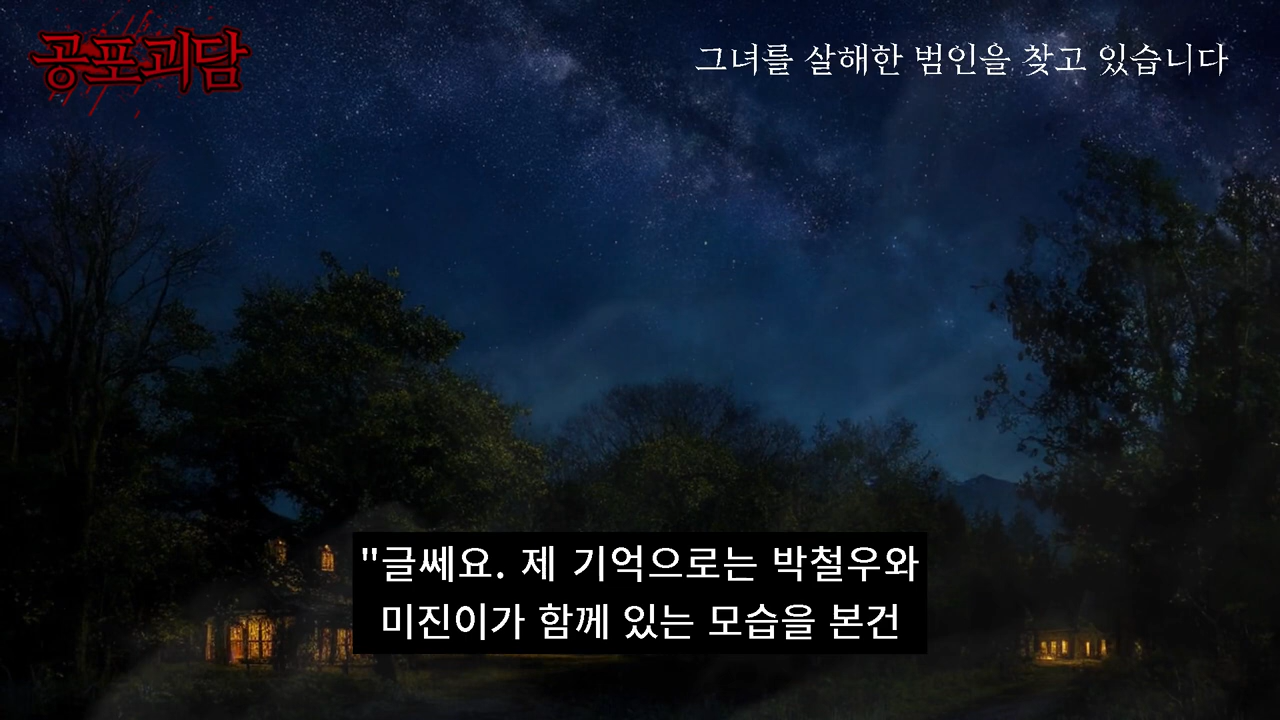 공포괴담
그녀를 살해한 범인을 찾고 있습니다
"글쎄요. 제 기억으로는 박철우와
미진이가 함께 있는 모습을 본건